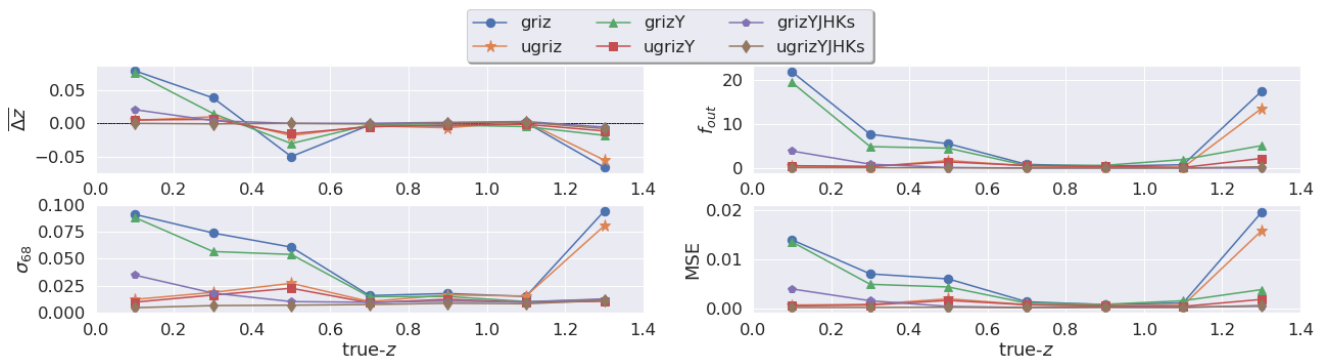 griz grizY grizYJHKs
ugriz ugrizY ugrizYJHKs
0.05
0.00
−0.05
$\overline{\Delta z}$
0.0 0.2 0.4 0.6 0.8 1.0 1.2 1.4
20
10
0
f_out
0.0 0.2 0.4 0.6 0.8 1.0 1.2 1.4
0.100
0.075
0.050
0.025
0.000
σ_68
0.0 0.2 0.4 0.6 0.8 1.0 1.2 1.4
true-z
0.02
0.01
0.00
MSE
0.0 0.2 0.4 0.6 0.8 1.0 1.2 1.4
true-z